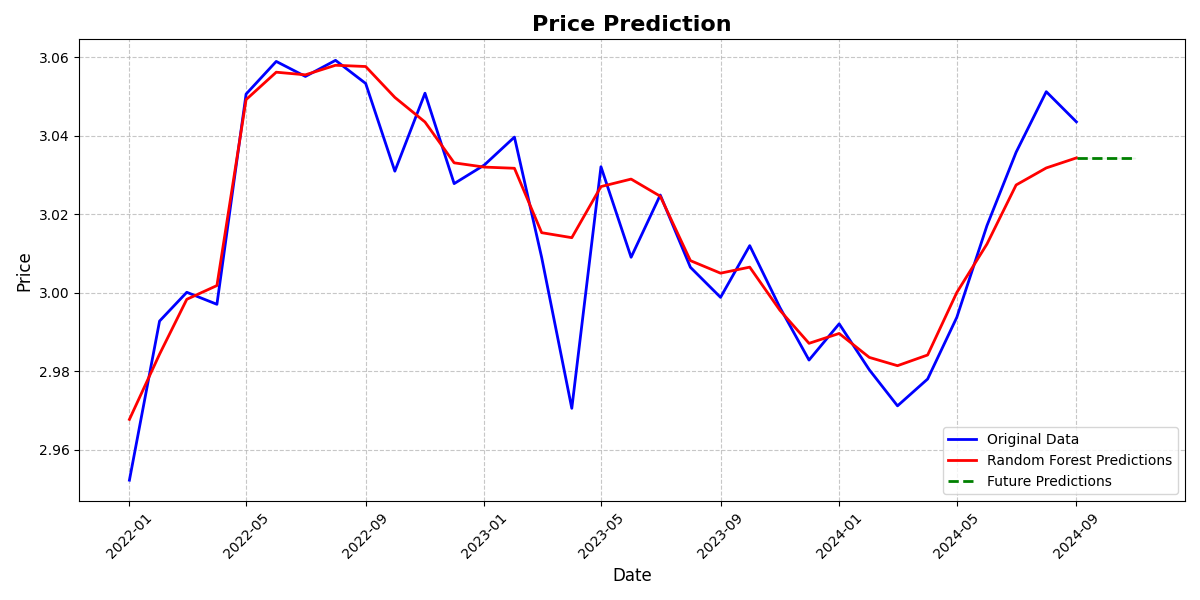 Price Prediction
3.06
3.04
3.02
3.00
2.98
2.96
Price
Original Data
Random Forest Predictions
Future Predictions
2022-01
2022-05
2022-09
2023-01
2023-05
2023-09
2024-01
2024-05
2024-09
Date